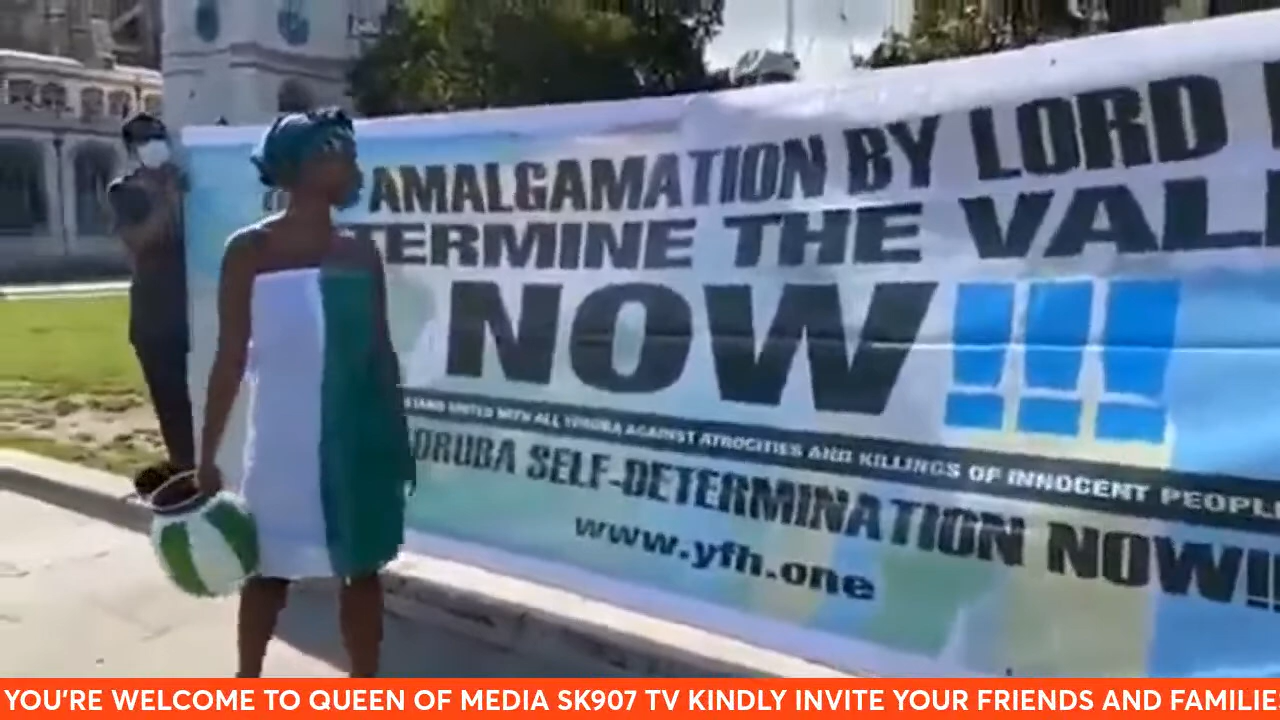 AMALGAMATION BY LORD
TERMINE THE VAL
NOW!!!
STAND UNITED WITH ALL YORUBA AGAINST ATROCITIES AND KILLINGS OF INNOCENT PEOPLE
ORUBA SELF-DETERMINATION NOW!!!
www.yfh.one
YOU'RE WELCOME TO QUEEN OF MEDIA SK907 TV KINDLY INVITE YOUR FRIENDS AND FAMILIE